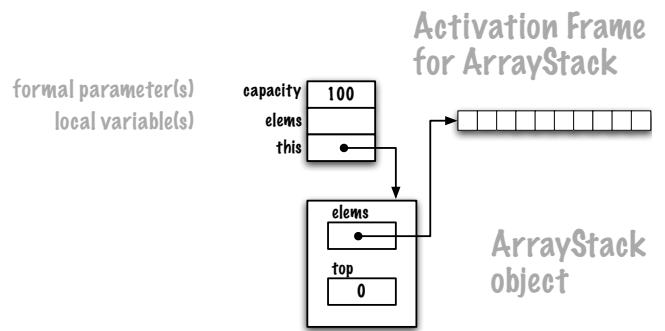 Activation Frame
for ArrayStack
formal parameter(s)
capacity 100
local variable(s)
elems
this
elems
ArrayStack
object
top
0